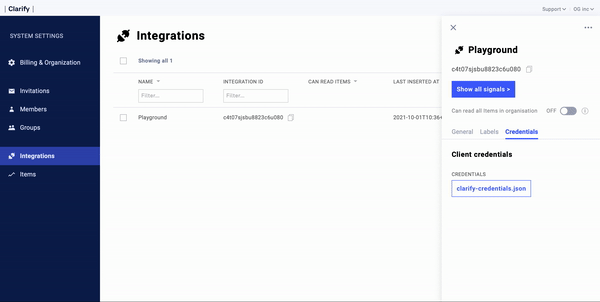 | Clarify |
Support
OG inc
SYSTEM SETTINGS
Billing & Organization
Invitations
Members
Groups
Integrations
Items
Integrations
Showing all 1
NAME INTEGRATION ID CAN READ ITEMS LAST INSERTED AT
Filter... Filter...
Playground c4t07sjsbu8823c6u080 2021-10-01T10:36
Playground
c4t07sjsbu8823c6u080
Show all signals >
Can read all items in organisation OFF
General Labels Credentials
Client credentials
CREDENTIALS
clarify-credentials.json